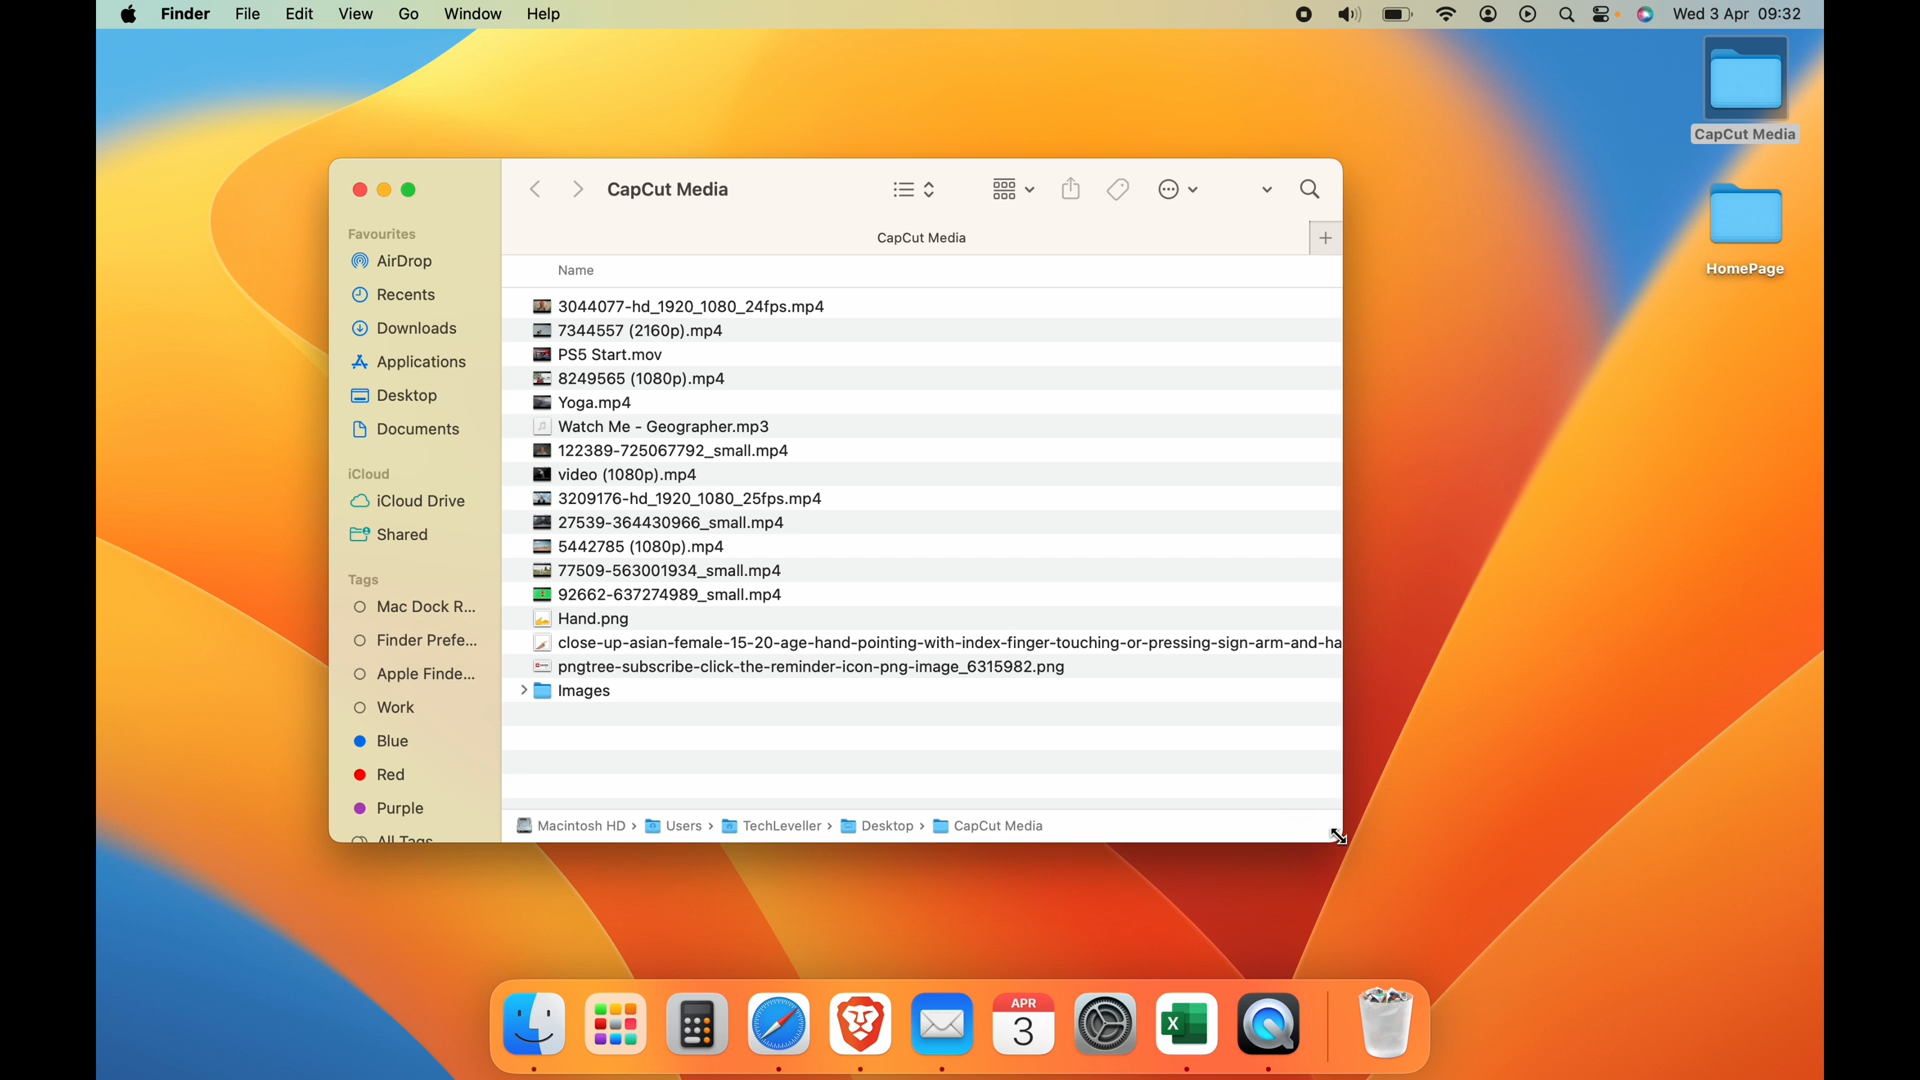 Finder File Edit View Go Window Help Wed 3 Apr 09:32
CapCut Media
HomePage
CapCut Media
CapCut Media
Favourites
AirDrop
Recents
Downloads
Applications
Desktop
Documents
iCloud
iCloud Drive
Shared
Tags
Mac Dock R...
Finder Prefe...
Apple Finde...
Work
Blue
Red
Purple
All Tags
Name
3044077-hd_1920_1080_24fps.mp4
7344557 (2160p).mp4
PS5 Start.mov
8249565 (1080p).mp4
Yoga.mp4
Watch Me - Geographer.mp3
122389-725067792_small.mp4
video (1080p).mp4
3209176-hd_1920_1080_25fps.mp4
27539-364430966_small.mp4
5442785 (1080p).mp4
77509-563001934_small.mp4
92662-637274989_small.mp4
Hand.png
close-up-asian-female-15-20-age-hand-pointing-with-index-finger-touching-or-pressing-sign-arm-and-ha
pngtree-subscribe-click-the-reminder-icon-png-image_6315982.png
Images
Macintosh HD › Users › TechLeveller › Desktop › CapCut Media
APR
3
X